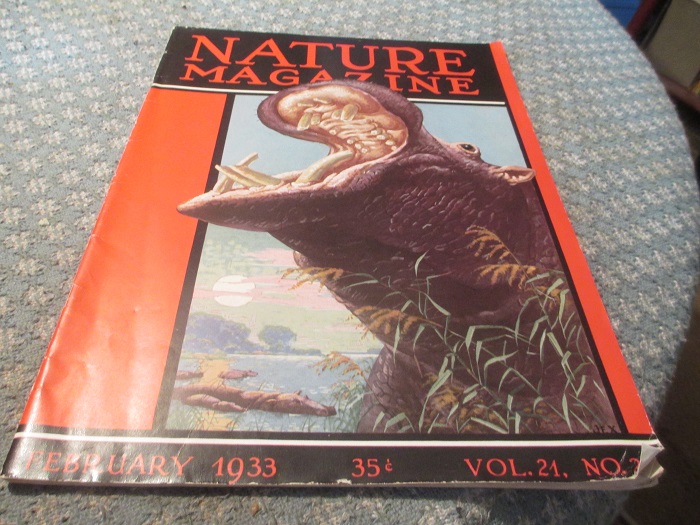 NATURE
MAGAZINE
FEBRUARY 1933 35¢ VOL.21, NO.